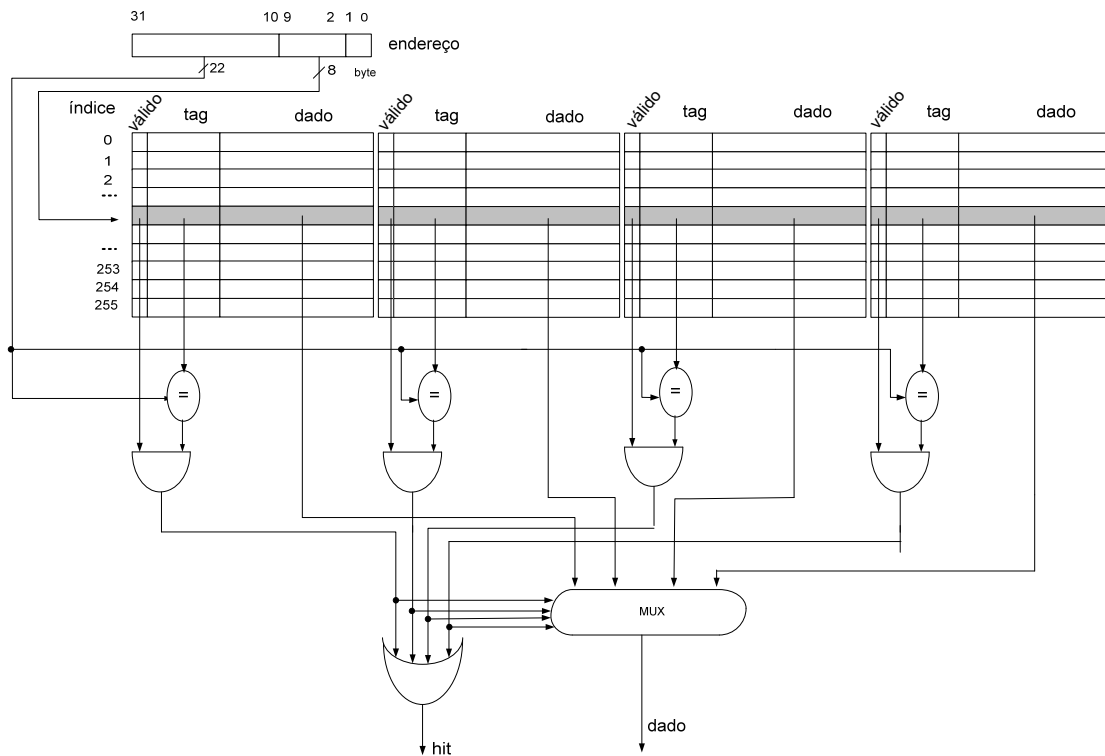 31 10 9 2 1 0
endereço
22 8 byte
índice
válido tag dado válido tag dado válido tag dado válido tag dado
0
1
2
---
---
253
254
255
= = = =
MUX
dado
hit